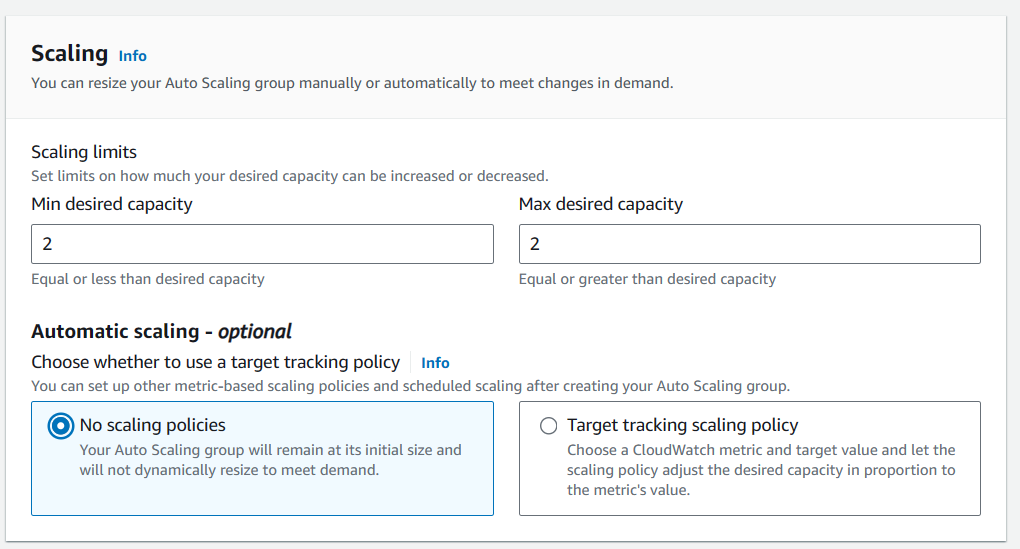 Scaling Info
You can resize your Auto Scaling group manually or automatically to meet changes in demand.
Scaling limits
Set limits on how much your desired capacity can be increased or decreased.
Min desired capacity
2
Equal or less than desired capacity
Max desired capacity
2
Equal or greater than desired capacity
Automatic scaling - optional
Choose whether to use a target tracking policy Info
You can set up other metric-based scaling policies and scheduled scaling after creating your Auto Scaling group.
No scaling policies
Your Auto Scaling group will remain at its initial size and
will not dynamically resize to meet demand.
Target tracking scaling policy
Choose a CloudWatch metric and target value and let the
scaling policy adjust the desired capacity in proportion to
the metric's value.